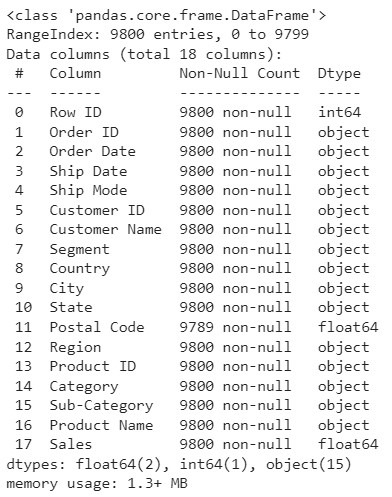 <class 'pandas.core.frame.DataFrame'>
RangeIndex: 9800 entries, 0 to 9799
Data columns (total 18 columns):
 #   Column         Non-Null Count  Dtype
---  ------         --------------  -----
 0   Row ID         9800 non-null   int64
 1   Order ID       9800 non-null   object
 2   Order Date     9800 non-null   object
 3   Ship Date      9800 non-null   object
 4   Ship Mode      9800 non-null   object
 5   Customer ID    9800 non-null   object
 6   Customer Name  9800 non-null   object
 7   Segment        9800 non-null   object
 8   Country        9800 non-null   object
 9   City           9800 non-null   object
 10  State          9800 non-null   object
 11  Postal Code    9789 non-null   float64
 12  Region         9800 non-null   object
 13  Product ID     9800 non-null   object
 14  Category       9800 non-null   object
 15  Sub-Category   9800 non-null   object
 16  Product Name   9800 non-null   object
 17  Sales          9800 non-null   float64
dtypes: float64(2), int64(1), object(15)
memory usage: 1.3+ MB